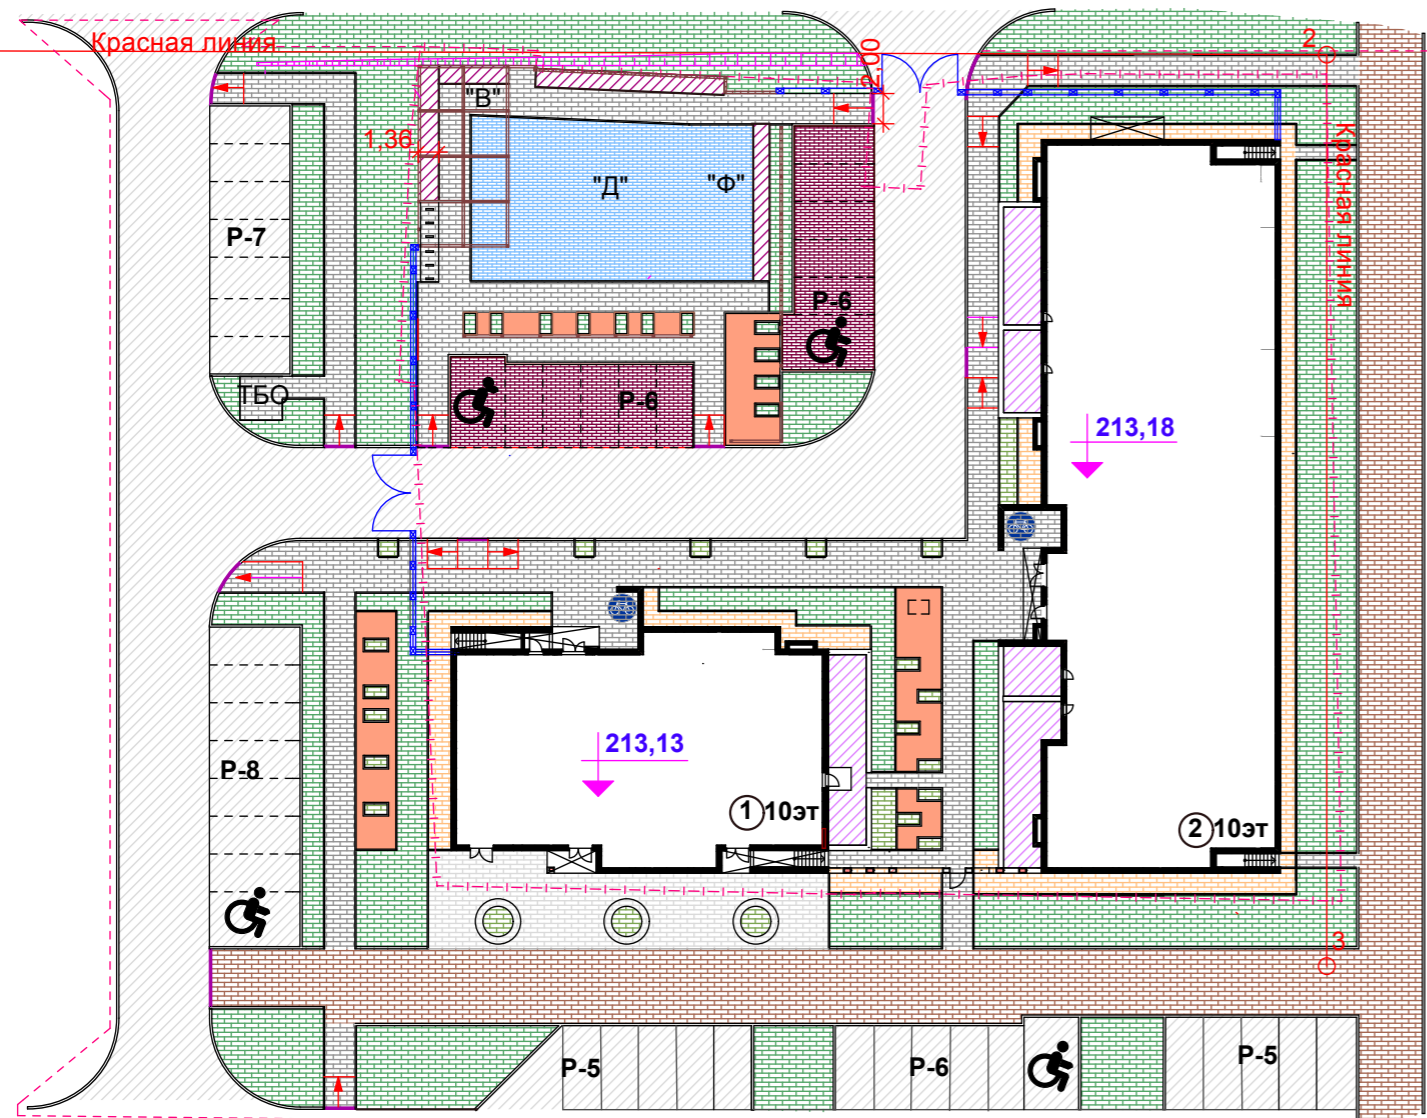 Красная линия
2,00
2
"В"
1,36
"Д"
"Ф"
Красная линия
Р-7
Р-6
ТБО
Р-6
213,18
213,13
Р-8
1 10эт
2 10эт
3
Р-5
Р-6
Р-5